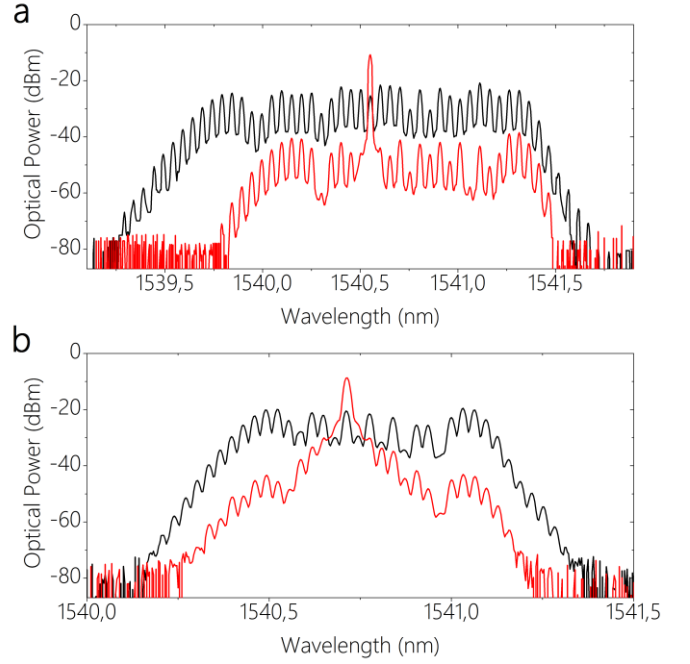 a
0
-20
-40
-60
-80
Optical Power (dBm)
1539,5 1540,0 1540,5 1541,0 1541,5
Wavelength (nm)
b
0
-20
-40
-60
-80
Optical Power (dBm)
1540,0 1540,5 1541,0 1541,5
Wavelength (nm)